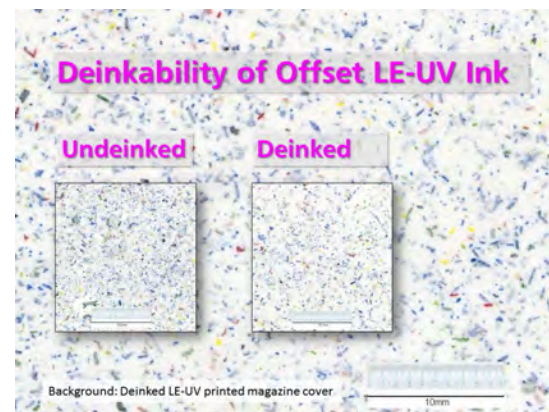 Deinkability of Offset LE-UV Ink
Undeinked
Deinked
Background: Deinked LE-UV printed magazine cover
10mm